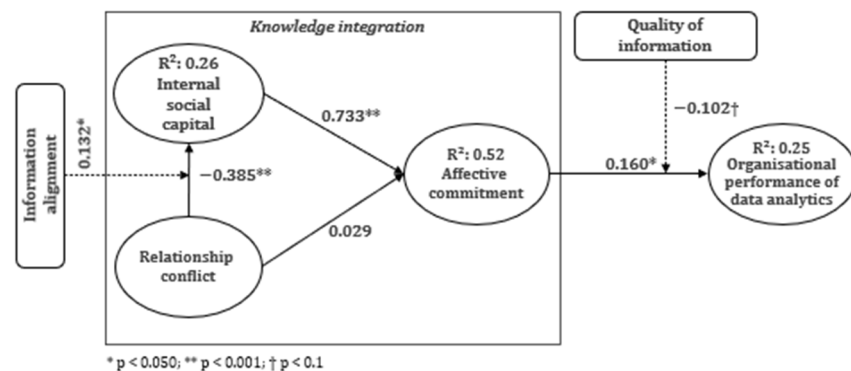 Knowledge integration
Quality of
information
Information
alignment
0.132*
R²: 0.26
Internal
social
capital
0.733**
−0.385**
Relationship
conflict
0.029
R²: 0.52
Affective
commitment
0.160*
−0.102†
R²: 0.25
Organisational
performance of
data analytics
* p < 0.050; ** p < 0.001; † p < 0.1